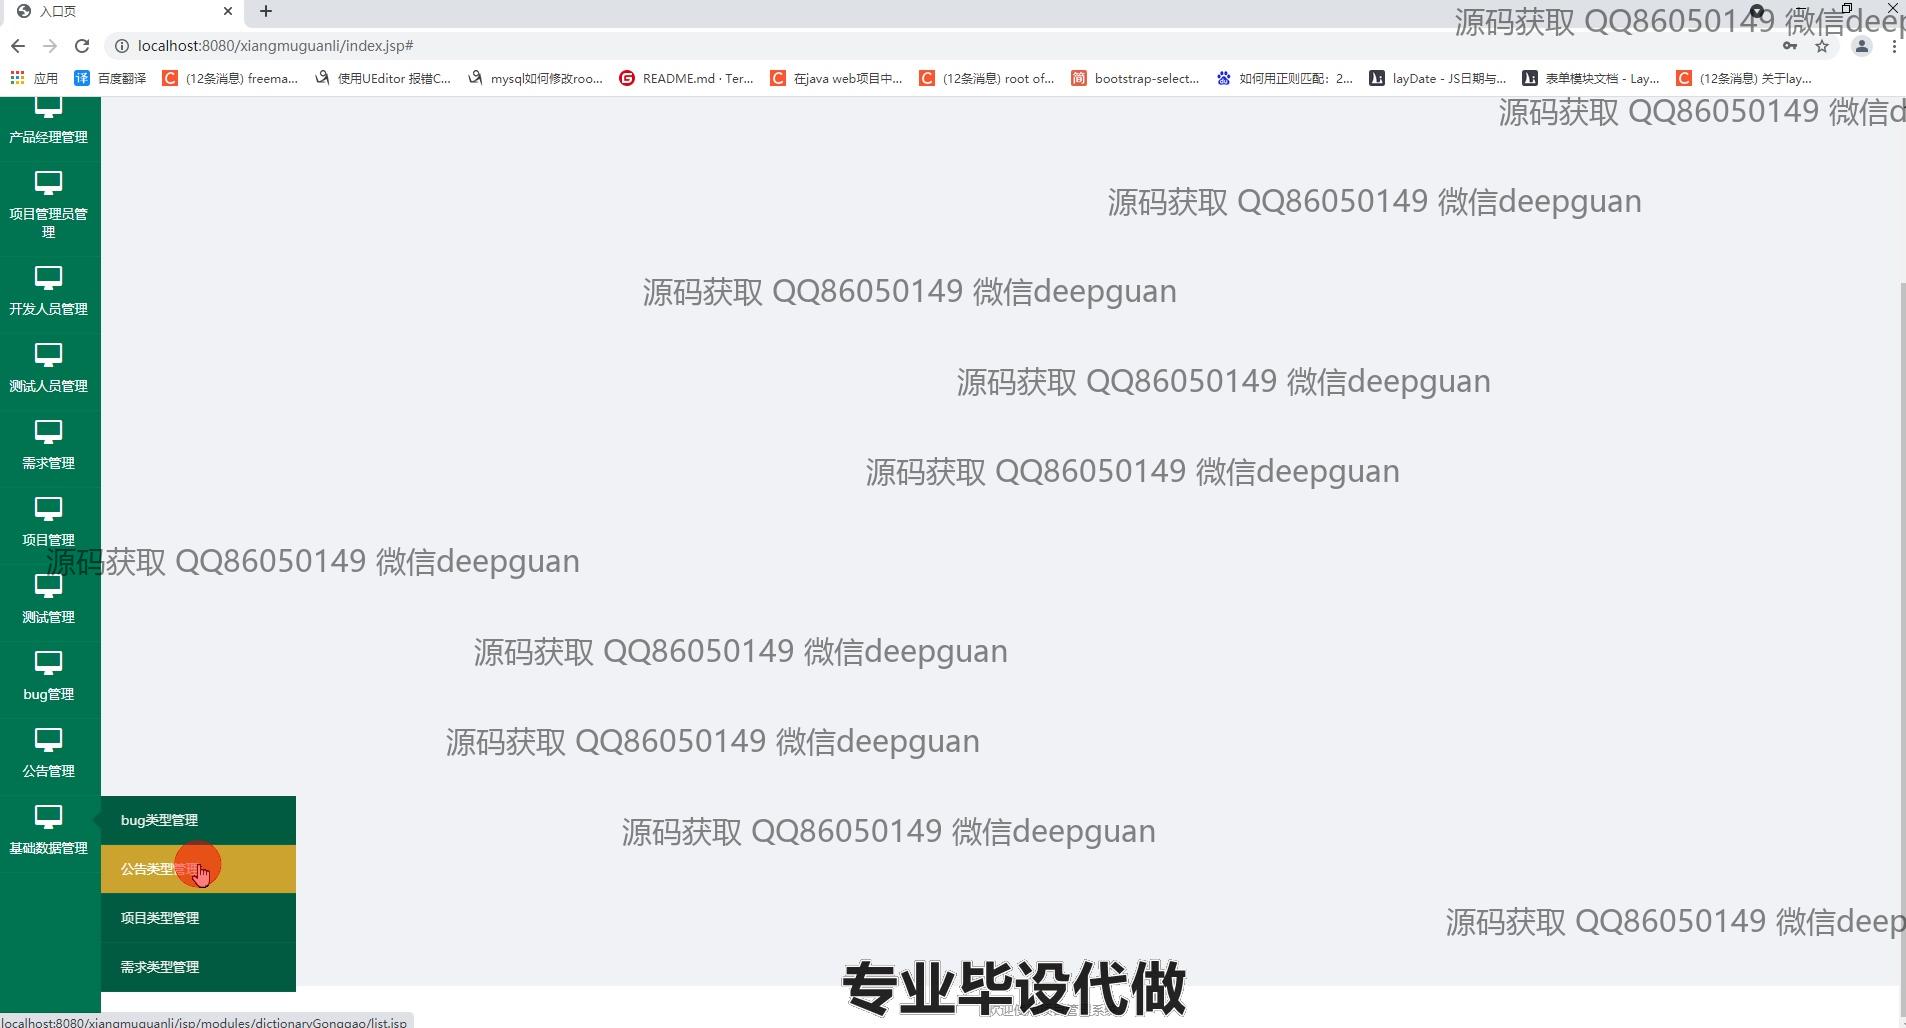 入口页
源码获取 QQ86050149 微信deep
localhost:8080/xiangmuguanli/index.jsp#
应用
百度翻译
(12条消息) freema...
使用UEditor 报错C...
mysql如何修改roo...
README.md · Ter...
在java web项目中...
(12条消息) root of...
bootstrap-select...
如何用正则匹配：2...
layDate - JS日期与...
表单模块文档 - Lay...
(12条消息) 关于lay...
源码获取 QQ86050149 微信d
产品经理管理
源码获取 QQ86050149 微信deepguan
项目管理员管
理
源码获取 QQ86050149 微信deepguan
开发人员管理
源码获取 QQ86050149 微信deepguan
测试人员管理
需求管理
源码获取 QQ86050149 微信deepguan
项目管理
源码获取 QQ86050149 微信deepguan
测试管理
源码获取 QQ86050149 微信deepguan
bug管理
源码获取 QQ86050149 微信deepguan
公告管理
bug类型管理
源码获取 QQ86050149 微信deepguan
基础数据管理
公告类型管理
项目类型管理
源码获取 QQ86050149 微信deep
需求类型管理
专业毕设代做
localhost:8080/xiangmuguanli/jsp/modules/dictionaryGonggao/list.jsp